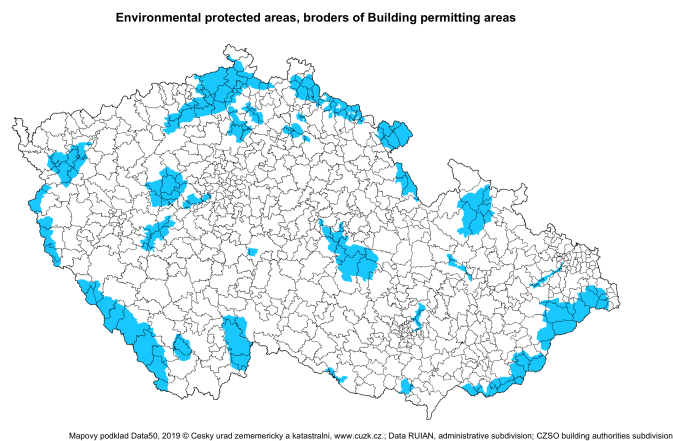 Environmental protected areas, broders of Building permitting areas
Mapovy podklad Data50, 2019 © Cesky urad zememericky a katastralni, www.cuzk.cz.; Data RUIAN, administrative subdivision; CZSO building authorities subdivision